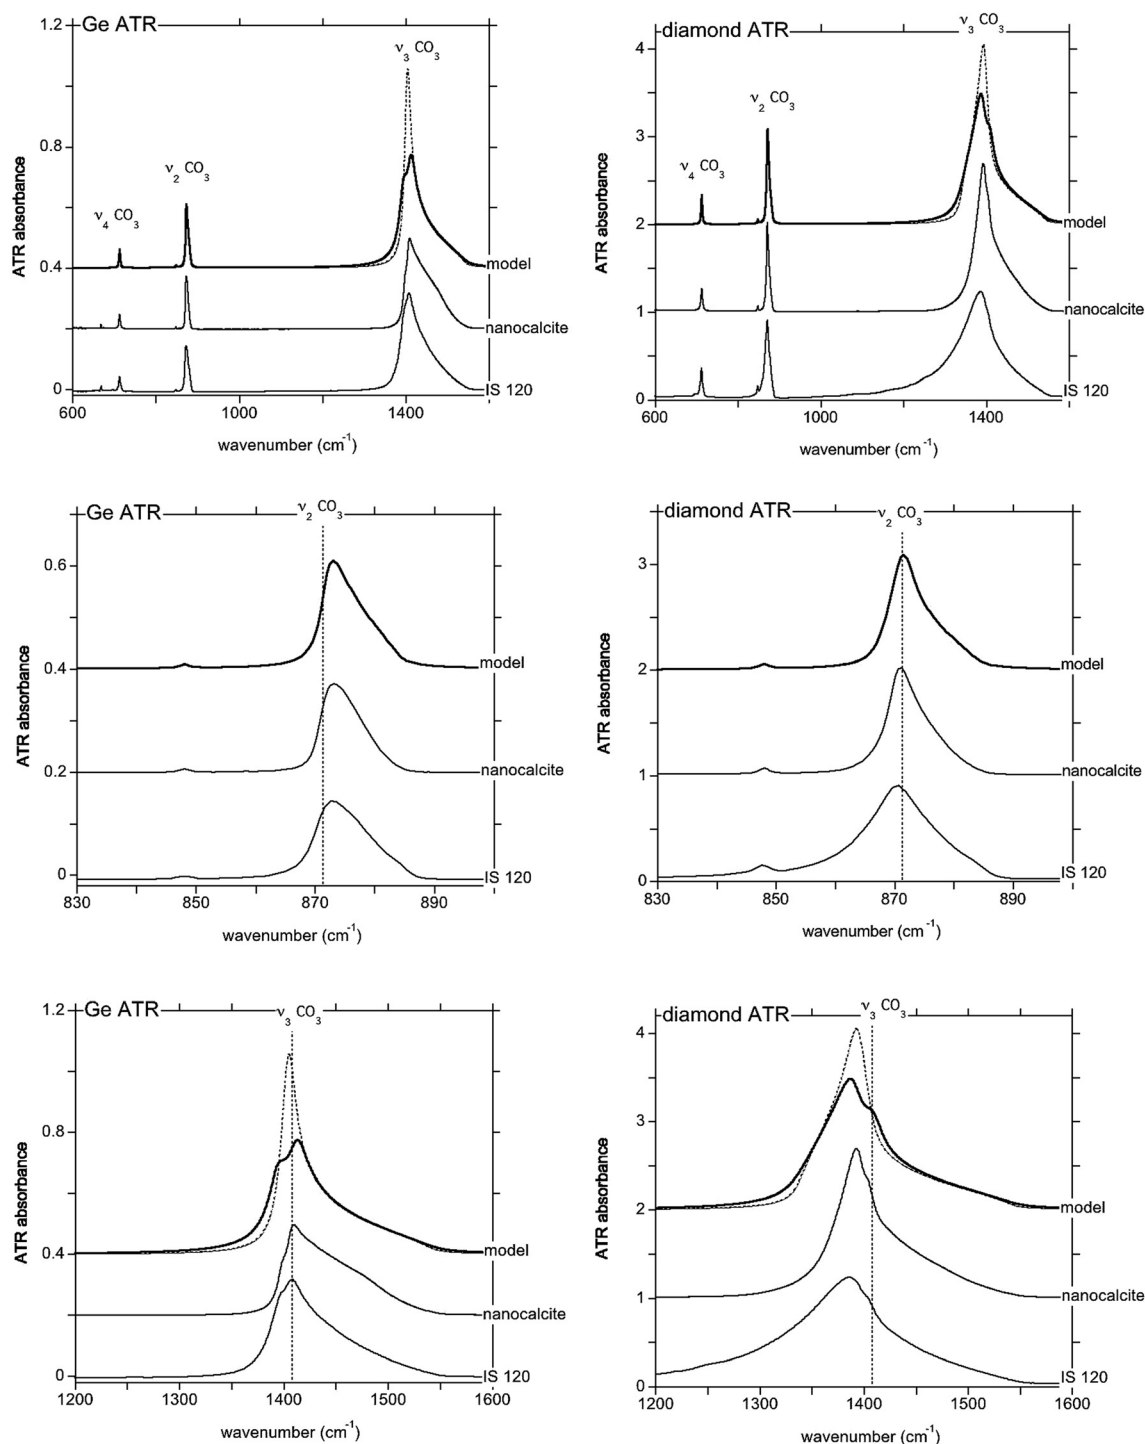 Ge ATR
1.2
0.8
0.4
0
ATR absorbance
ν4 CO3
ν2 CO3
ν3 CO3
model
nanocalcite
IS 120
600
1000
1400
wavenumber (cm-1)
diamond ATR
4
3
2
1
0
ATR absorbance
ν4 CO3
ν2 CO3
ν3 CO3
model
nanocalcite
IS 120
600
1000
1400
wavenumber (cm-1)
Ge ATR
ν2 CO3
0.6
0.4
0.2
0
ATR absorbance
model
nanocalcite
IS 120
830
850
870
890
wavenumber (cm-1)
diamond ATR
ν2 CO3
3
2
1
0
ATR absorbance
model
nanocalcite
IS 120
830
850
870
890
wavenumber (cm-1)
Ge ATR
ν3 CO3
1.2
0.8
0.4
0
ATR absorbance
model
nanocalcite
IS 120
1200
1300
1400
1500
1600
wavenumber (cm-1)
diamond ATR
ν3 CO3
4
3
2
1
0
ATR absorbance
model
nanocalcite
IS 120
1200
1300
1400
1500
1600
wavenumber (cm-1)